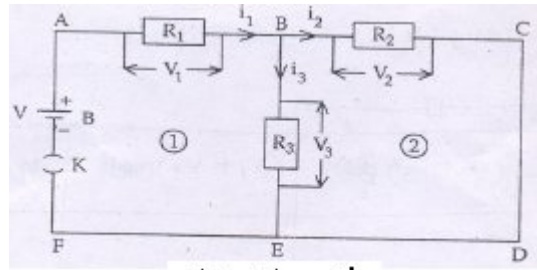 A R₁ i₁ B i₂ R₂ C
V₁ i₃ V₂
V + B
−
① R₃ V₃ ②
K
F E D